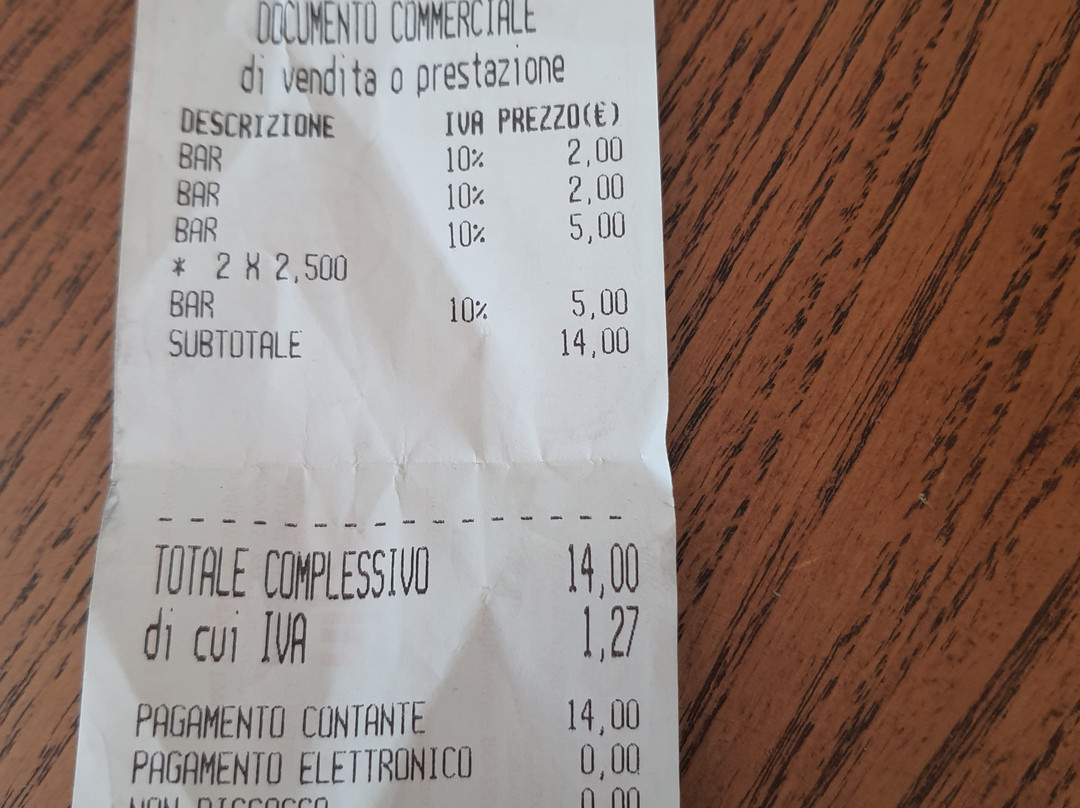 DOCUMENTO COMMERCIALE
di vendita o prestazione
DESCRIZIONE IVA PREZZO(€)
BAR 10% 2,00
BAR 10% 2,00
BAR 10% 5,00
* 2 X 2,500
BAR 10% 5,00
SUBTOTALE 14,00
TOTALE COMPLESSIVO 14,00
di cui IVA 1,27
PAGAMENTO CONTANTE 14,00
PAGAMENTO ELETTRONICO 0,00
NON RISCOSSO 0,00